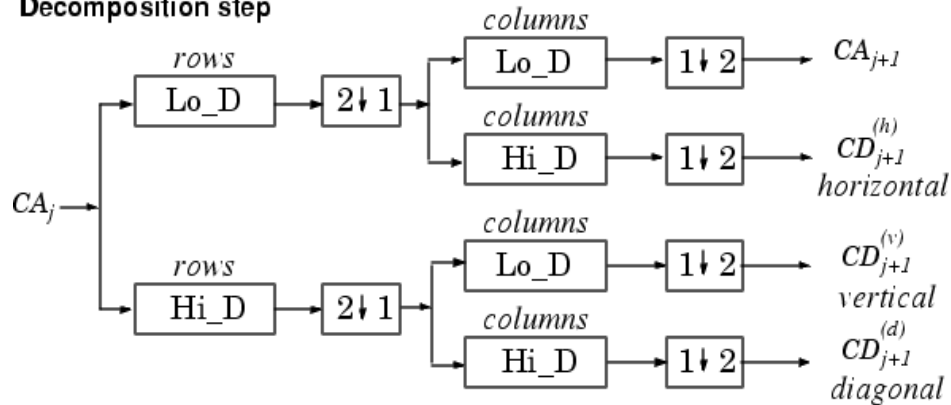 Decomposition step
columns
rows
Lo_D
1↓2
CA_{j+1}
Lo_D
2↓1
columns
Hi_D
1↓2
CD_{j+1}^{(h)}
horizontal
CA_j
columns
rows
Lo_D
1↓2
CD_{j+1}^{(v)}
vertical
Hi_D
2↓1
columns
Hi_D
1↓2
CD_{j+1}^{(d)}
diagonal